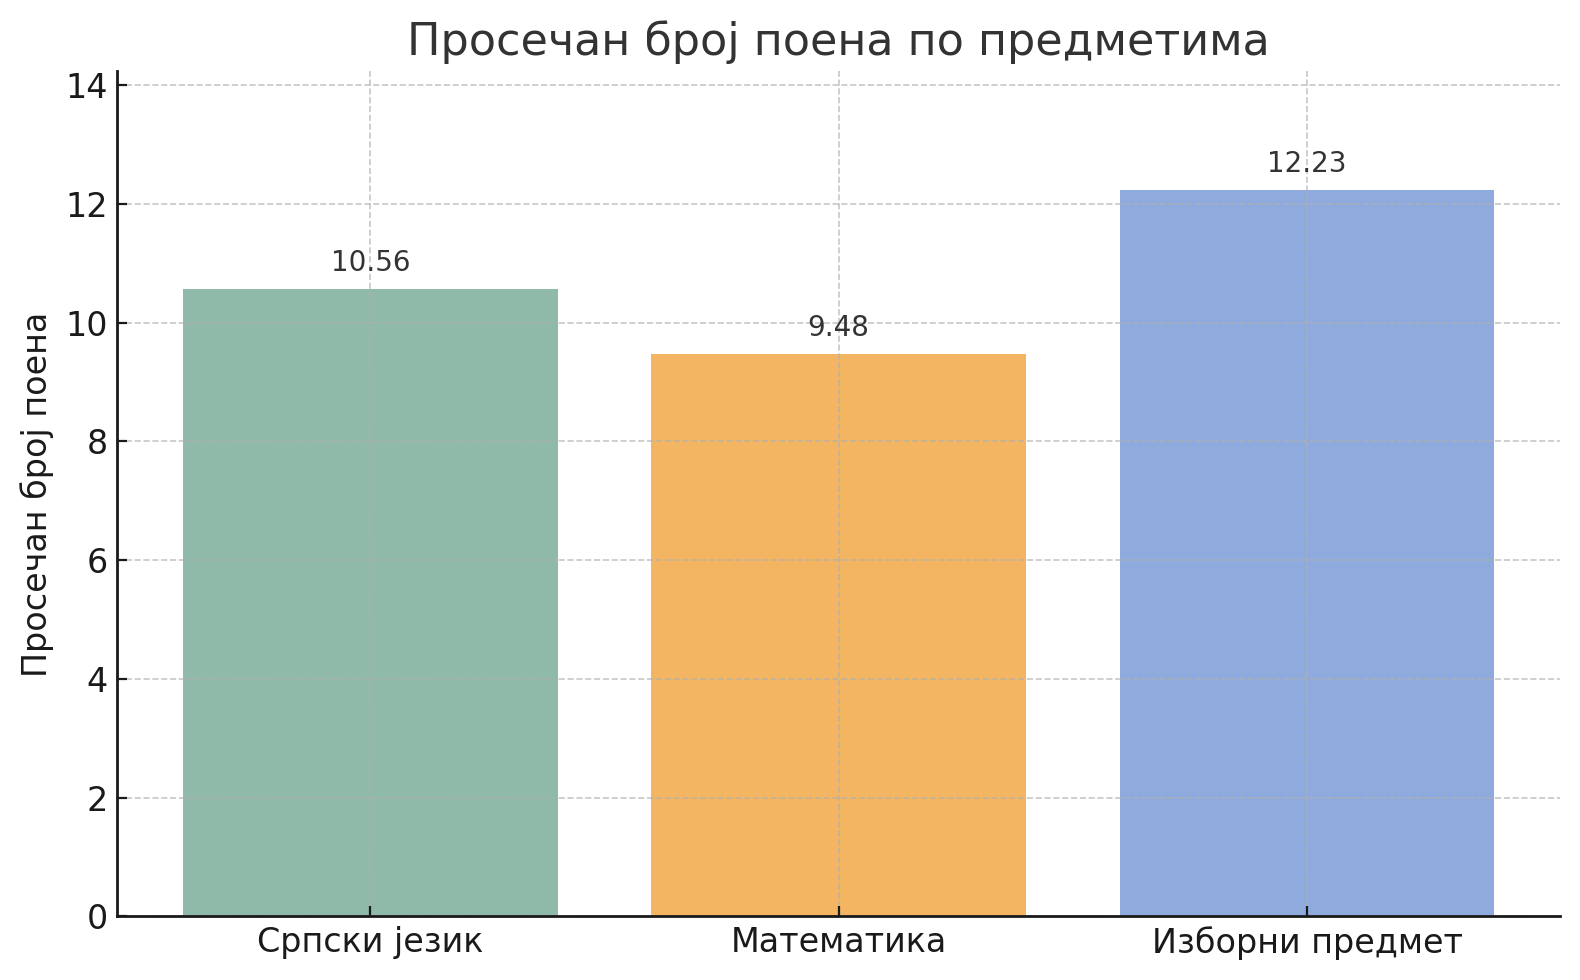 Просечан број поена по предметима
Просечан број поена
14
12
10
8
6
4
2
0
10.56
9.48
12.23
Српски језик
Математика
Изборни предмет